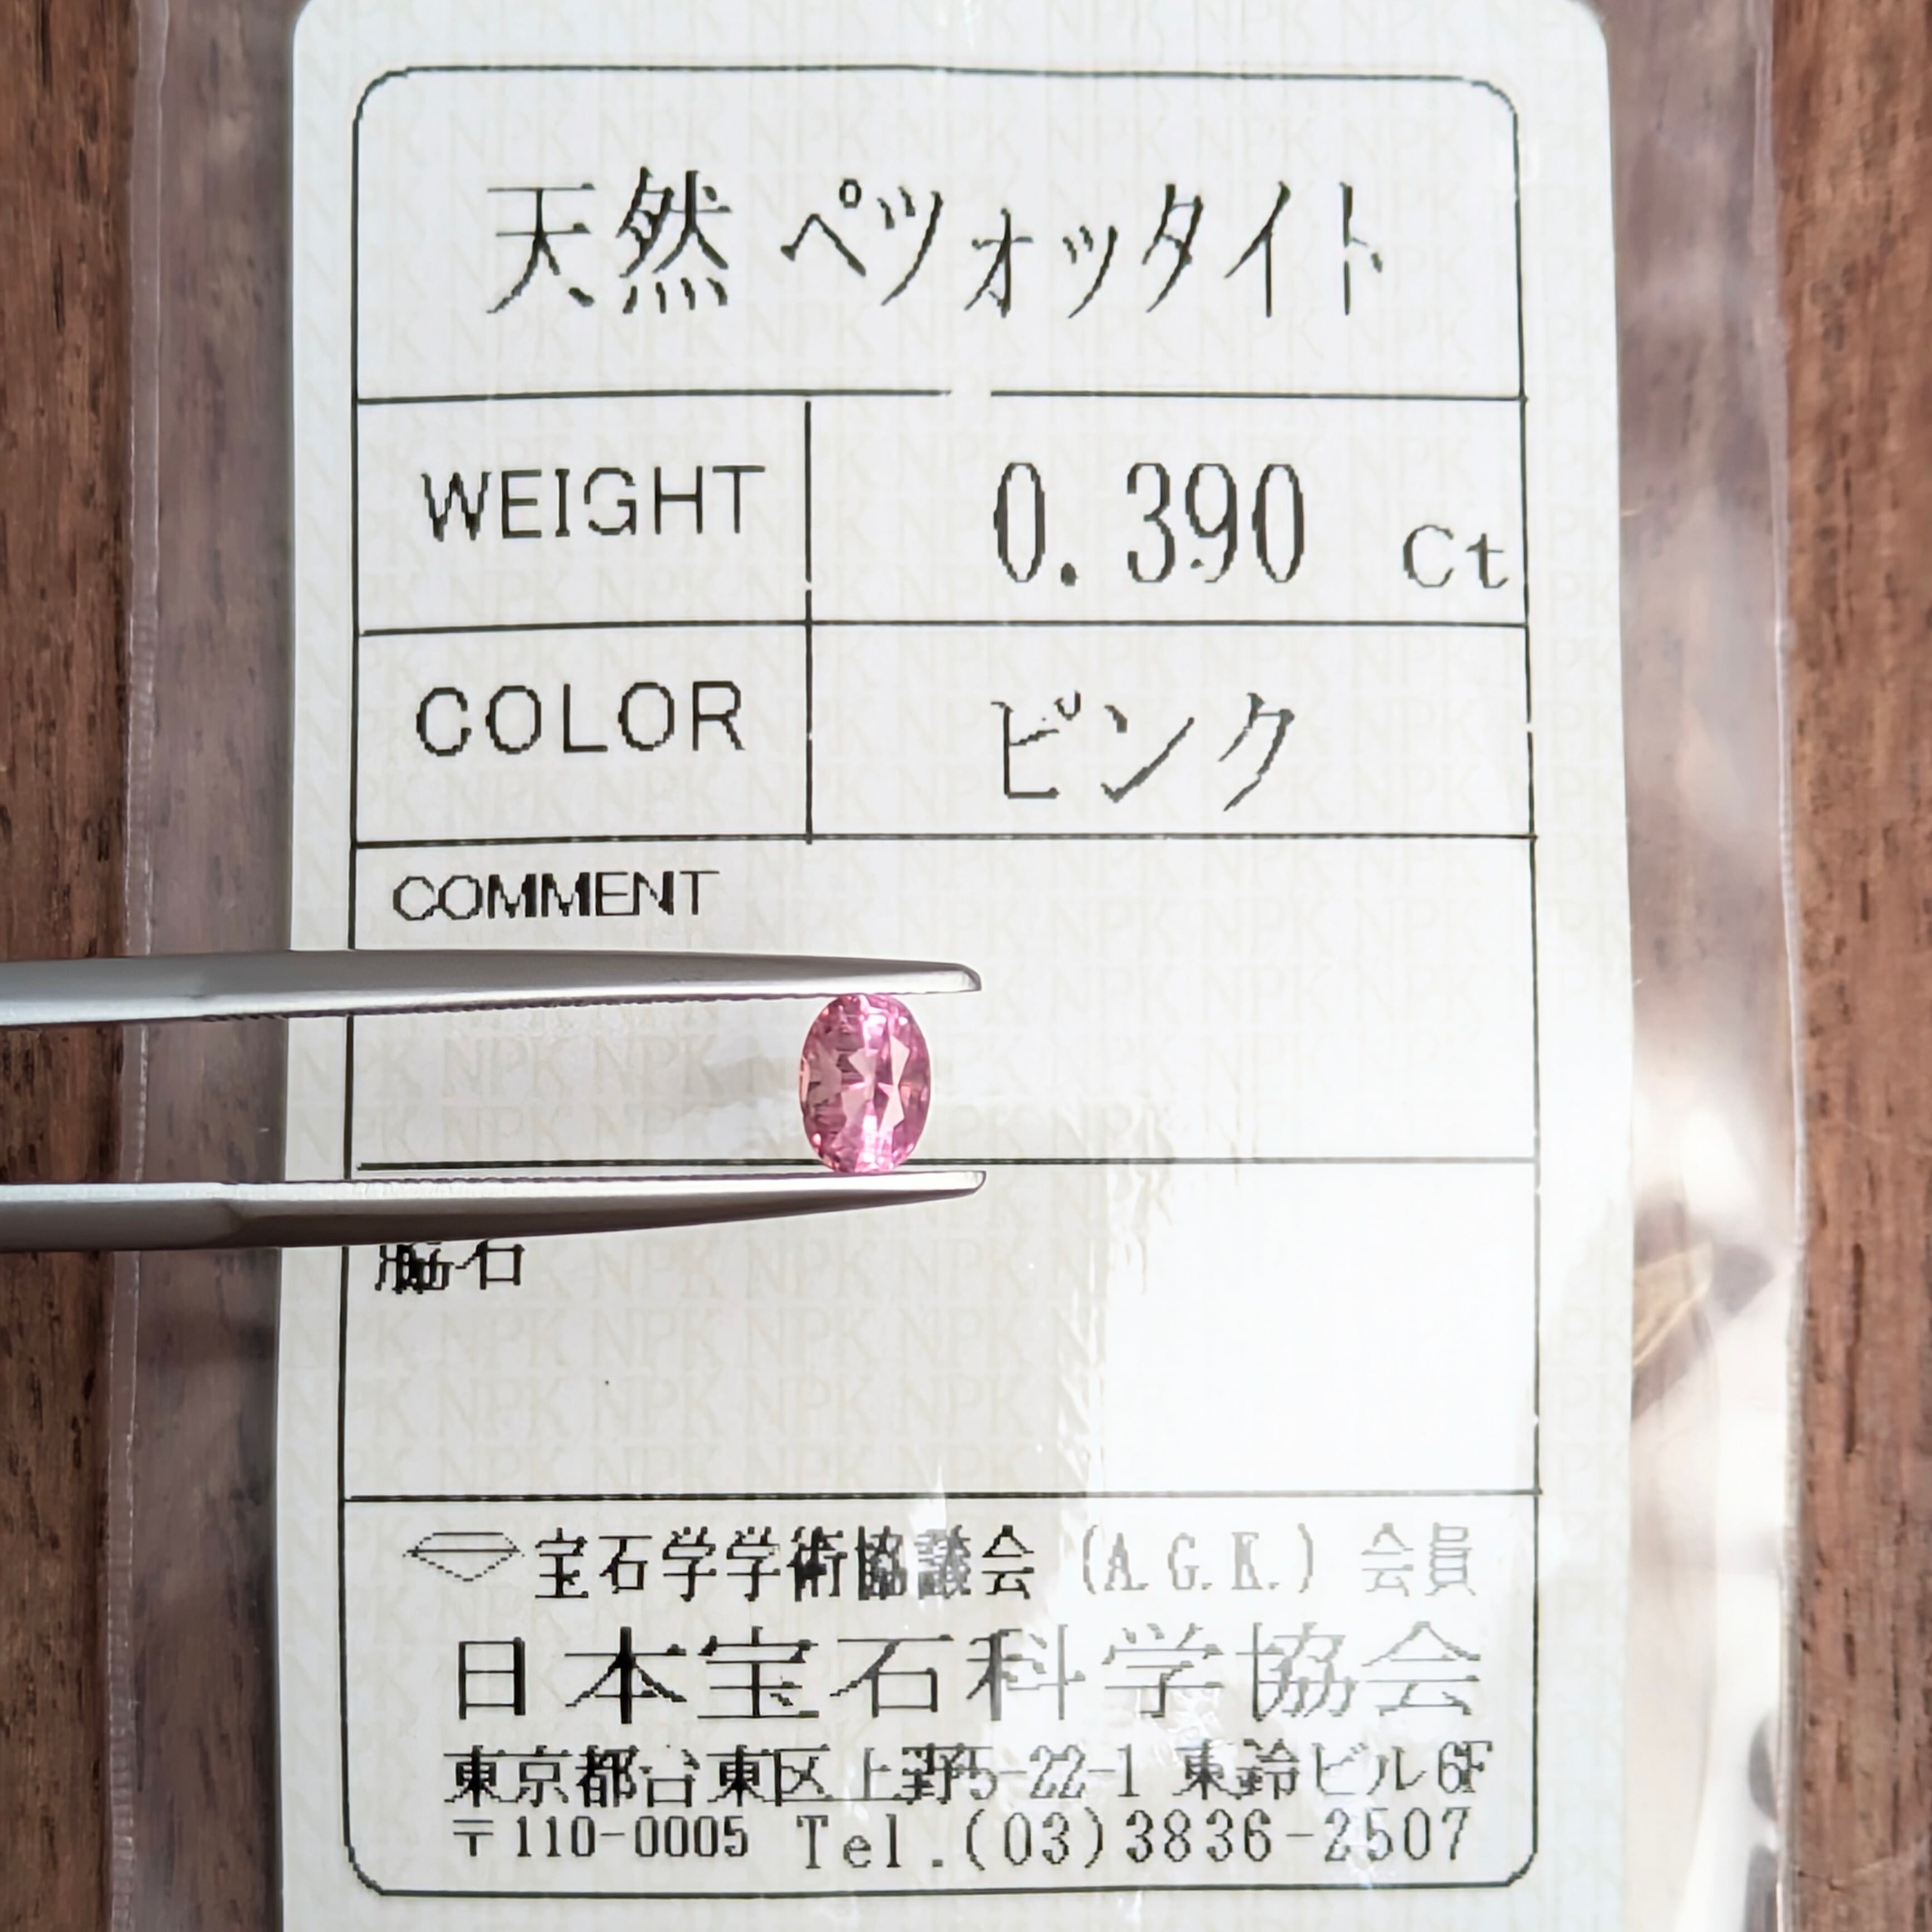 天然 ペツォッタイト
WEIGHT 0.390 Ct
COLOR ピンク
COMMENT
脇石
宝石学学術協議会 (A.G.K.) 会員
日本宝石科学協会
東京都台東区上野5-22-1 東鈴ビル6F
〒110-0005 Tel.(03)3836-2507